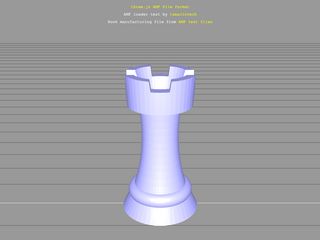 three.js AMF File format
AMF loader test by tamarintech
Rook manufacturing file from AMF test files